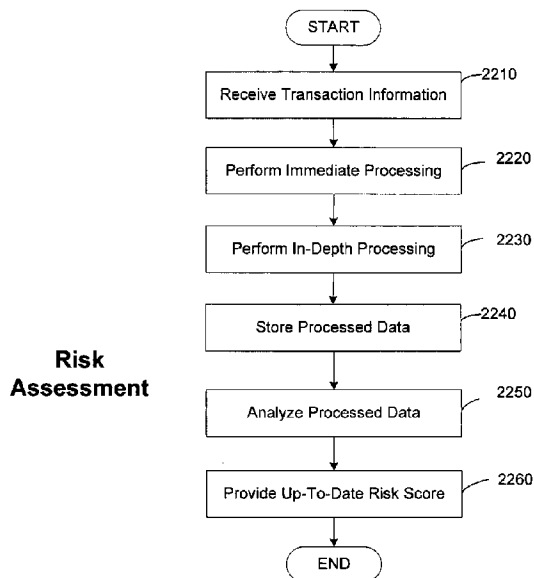 START
Receive Transaction Information
2210
Perform Immediate Processing
2220
Perform In-Depth Processing
2230
Store Processed Data
2240
Risk
Assessment
Analyze Processed Data
2250
Provide Up-To-Date Risk Score
2260
END